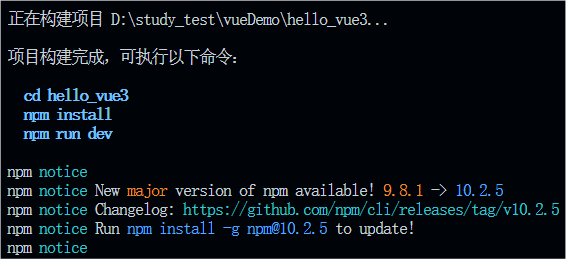 正在构建项目 D:\study_test\vueDemo\hello_vue3...
项目构建完成，可执行以下命令：
cd hello_vue3
npm install
npm run dev
npm notice
npm notice New major version of npm available! 9.8.1 -> 10.2.5
npm notice Changelog: https://github.com/npm/cli/releases/tag/v10.2.5
npm notice Run npm install -g npm@10.2.5 to update!
npm notice